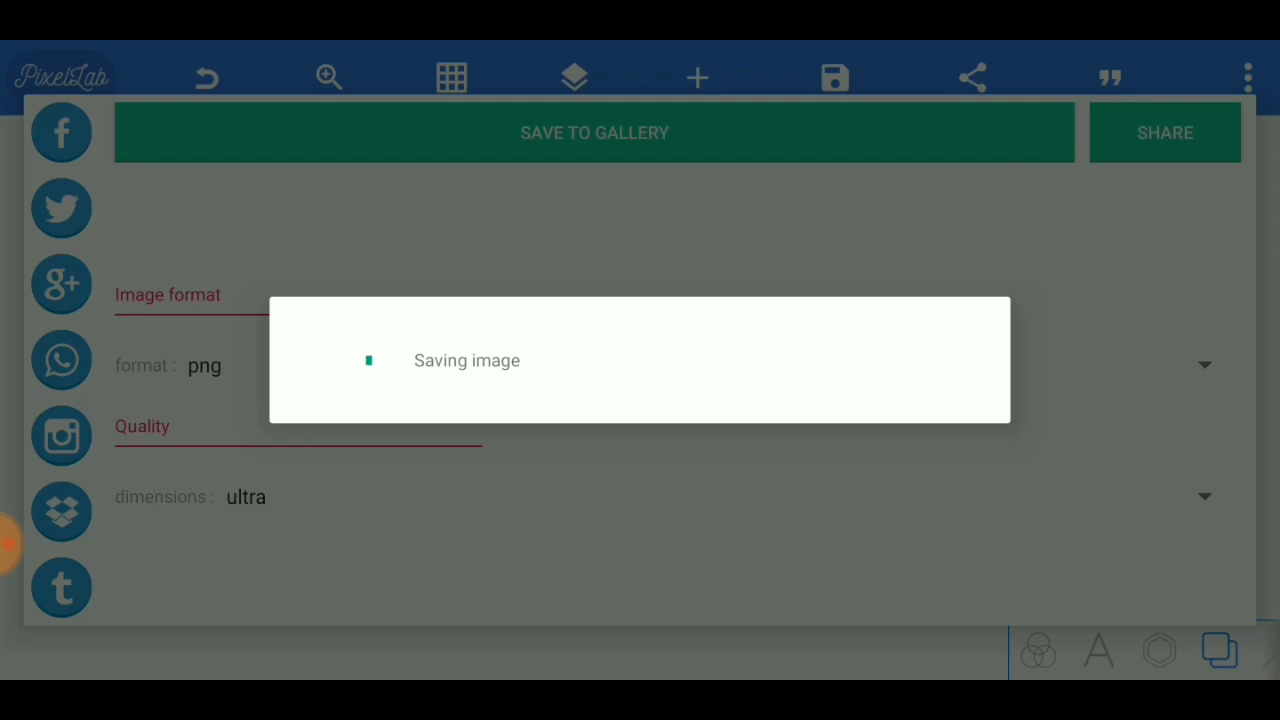 PixelLab
SAVE TO GALLERY
SHARE
Image format
format : png
Saving image
Quality
dimensions : ultra